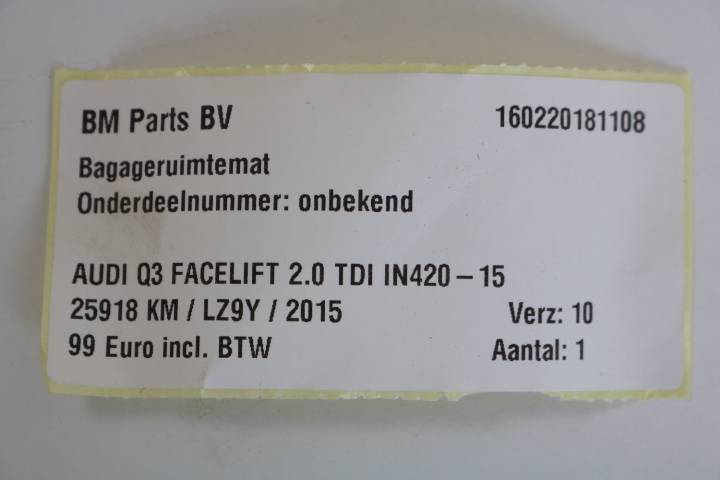 BM Parts BV 160220181108
Bagageruimtemat
Onderdeelnummer: onbekend
AUDI Q3 FACELIFT 2.0 TDI IN420-15
25918 KM / LZ9Y / 2015 Verz: 10
99 Euro incl. BTW Aantal: 1